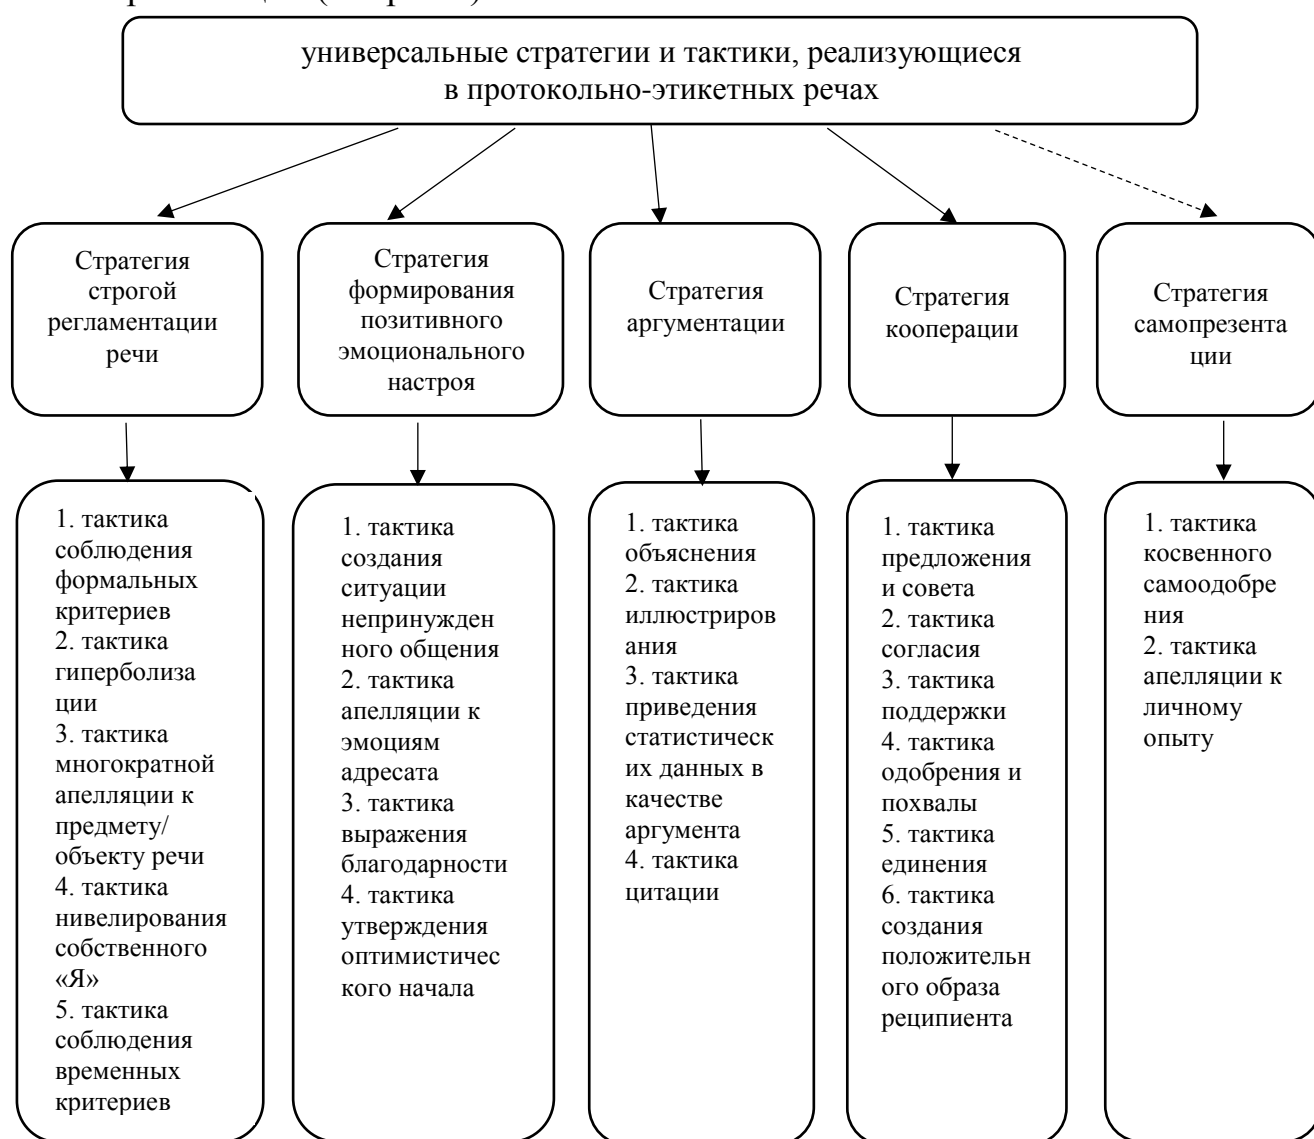 универсальные стратегии и тактики, реализующиеся
в протокольно-этикетных речах
Стратегия
строгой
регламентации
речи
Стратегия
формирования
позитивного
эмоционального
настроя
Стратегия
аргументации
Стратегия
кооперации
Стратегия
самопрезента
ции
1. тактика
соблюдения
формальных
критериев
2. тактика
гиперболиза
ции
3. тактика
многократной
апелляции к
предмету/
объекту речи
4. тактика
нивелирования
собственного
«Я»
5. тактика
соблюдения
временных
критериев
1. тактика
создания
ситуации
непринужден
ного общения
2. тактика
апелляции к
эмоциям
адресата
3. тактика
выражения
благодарности
4. тактика
утверждения
оптимистичес
кого начала
1. тактика
объяснения
2. тактика
иллюстриров
ания
3. тактика
приведения
статистическ
их данных в
качестве
аргумента
4. тактика
цитации
1. тактика
предложения
и совета
2. тактика
согласия
3. тактика
поддержки
4. тактика
одобрения и
похвалы
5. тактика
единения
6. тактика
создания
положительн
ого образа
реципиента
1. тактика
косвенного
самоодобре
ния
2. тактика
апелляции к
личному
опыту